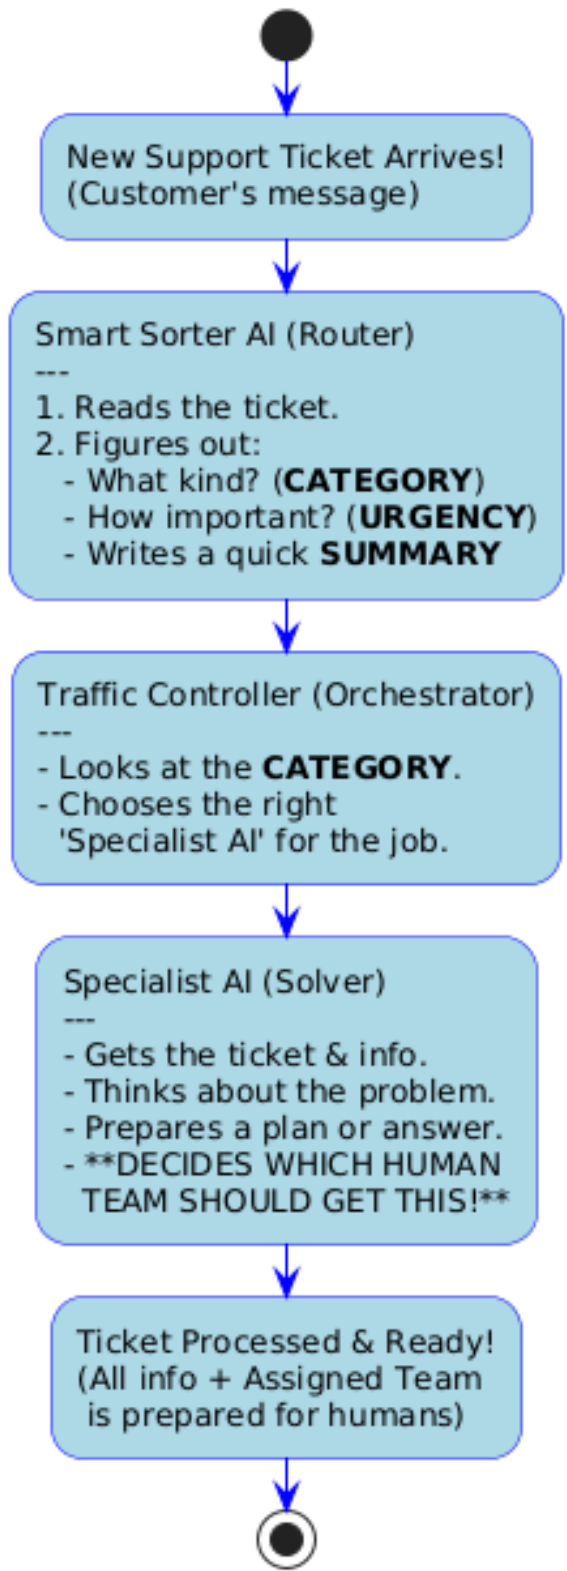 New Support Ticket Arrives!
(Customer's message)
Smart Sorter AI (Router)
---
1. Reads the ticket.
2. Figures out:
- What kind? (CATEGORY)
- How important? (URGENCY)
- Writes a quick SUMMARY
Traffic Controller (Orchestrator)
---
- Looks at the CATEGORY.
- Chooses the right
'Specialist AI' for the job.
Specialist AI (Solver)
---
- Gets the ticket & info.
- Thinks about the problem.
- Prepares a plan or answer.
- **DECIDES WHICH HUMAN
TEAM SHOULD GET THIS!**
Ticket Processed & Ready!
(All info + Assigned Team
is prepared for humans)